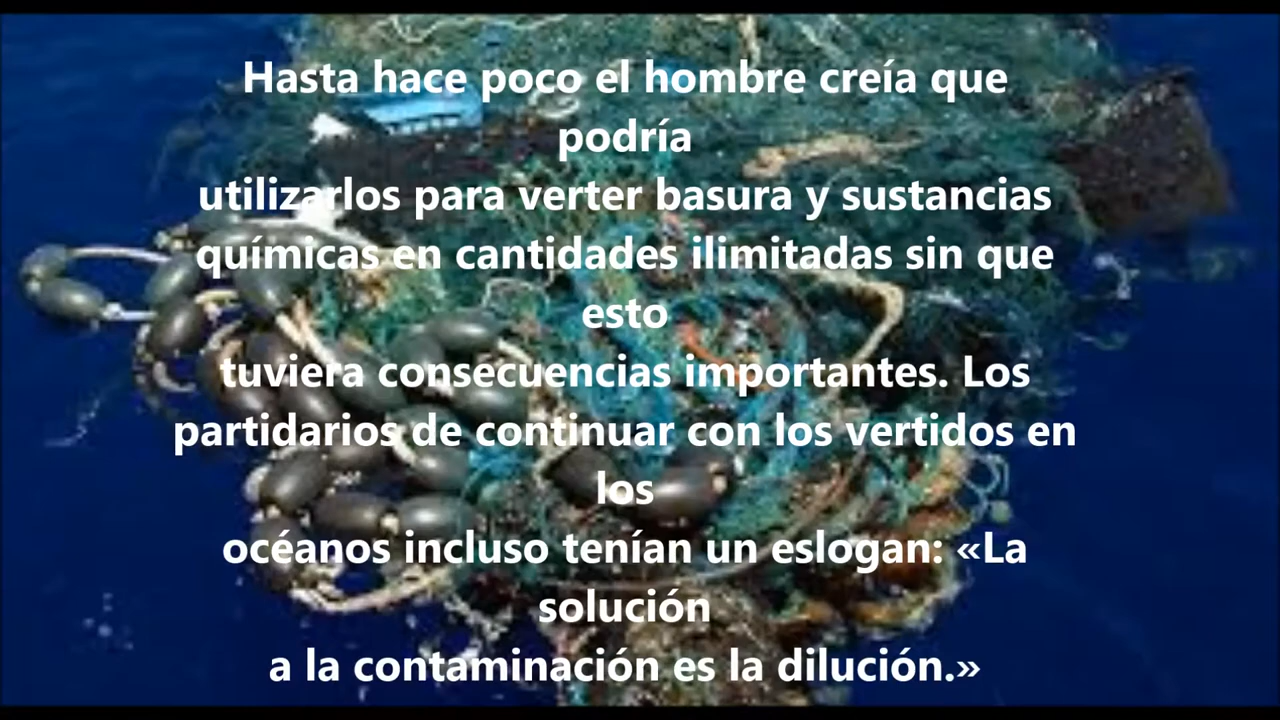 Hasta hace poco el hombre creía que
podría
utilizarlos para verter basura y sustancias
químicas en cantidades ilimitadas sin que
esto
tuviera consecuencias importantes. Los
partidarios de continuar con los vertidos en
los
océanos incluso tenían un eslogan: «La
solución
a la contaminación es la dilución.»